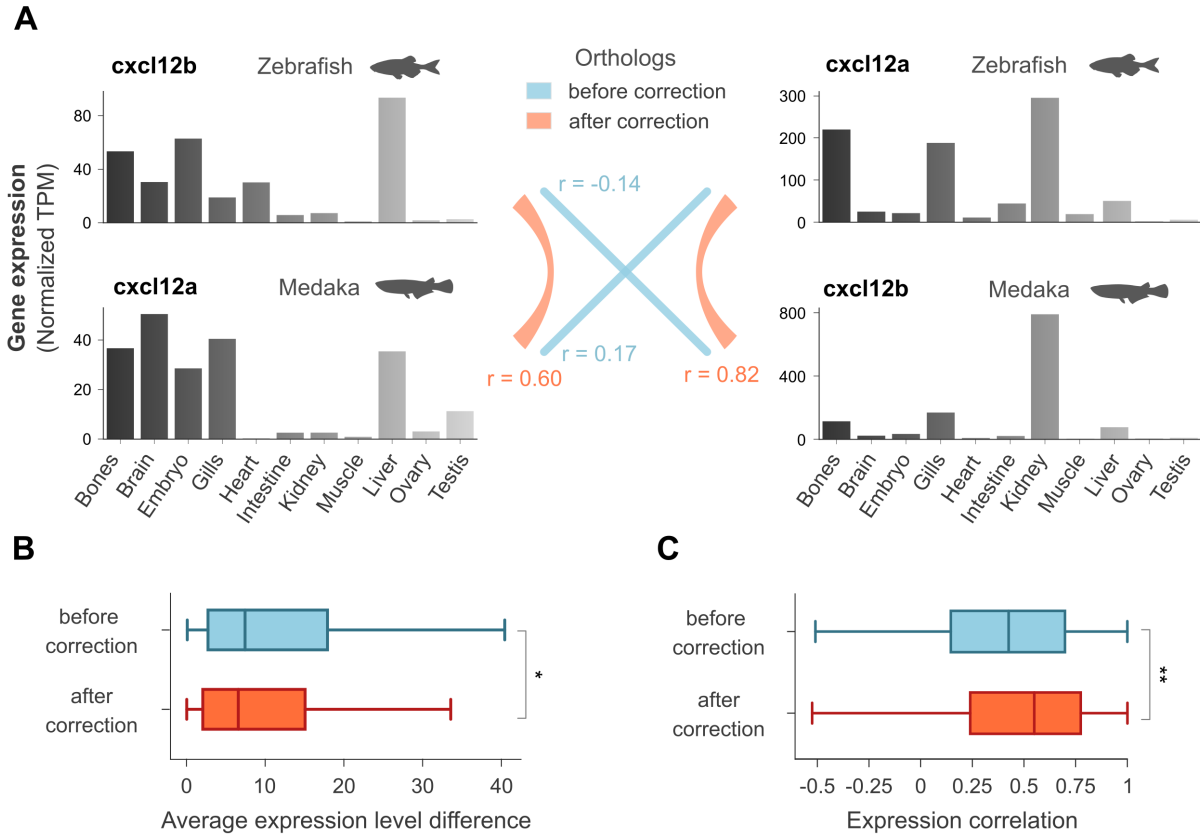 A
cxcl12b Zebrafish
Orthologs
before correction
after correction
cxcl12a Zebrafish
Gene expression
(Normalized TPM)
80
40
0
300
200
100
0
r = -0.14
r = 0.17
r = 0.60
r = 0.82
cxcl12a Medaka
40
20
0
Bones Brain Embryo Gills Heart Intestine Kidney Muscle Liver Ovary Testis
cxcl12b Medaka
800
400
0
Bones Brain Embryo Gills Heart Intestine Kidney Muscle Liver Ovary Testis
B
before
correction
after
correction
*
0 10 20 30 40
Average expression level difference
C
before
correction
after
correction
**
-0.5 -0.25 0 0.25 0.5 0.75 1
Expression correlation